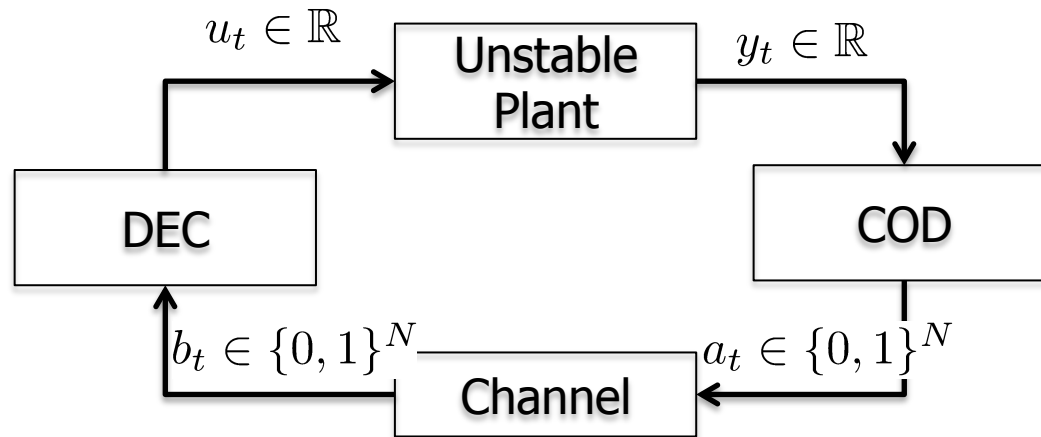 u_t ∈ ℝ
Unstable
Plant
y_t ∈ ℝ
DEC
COD
b_t ∈ {0, 1}^N
Channel
a_t ∈ {0, 1}^N